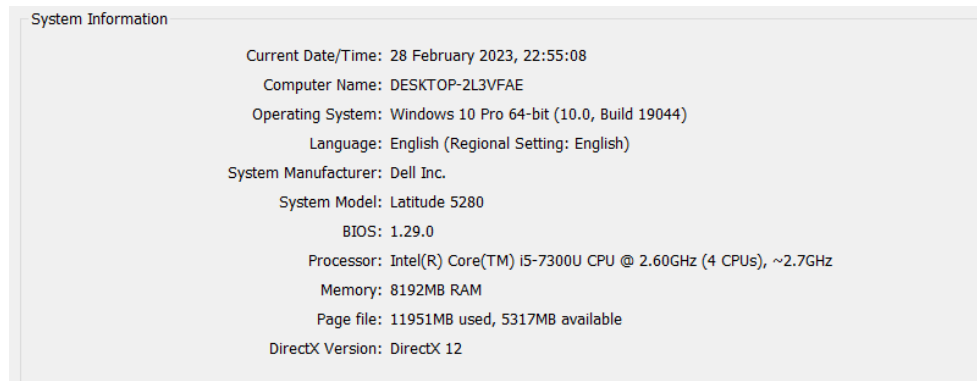 System Information
Current Date/Time: 28 February 2023, 22:55:08
Computer Name: DESKTOP-2L3VFAE
Operating System: Windows 10 Pro 64-bit (10.0, Build 19044)
Language: English (Regional Setting: English)
System Manufacturer: Dell Inc.
System Model: Latitude 5280
BIOS: 1.29.0
Processor: Intel(R) Core(TM) i5-7300U CPU @ 2.60GHz (4 CPUs), ~2.7GHz
Memory: 8192MB RAM
Page file: 11951MB used, 5317MB available
DirectX Version: DirectX 12